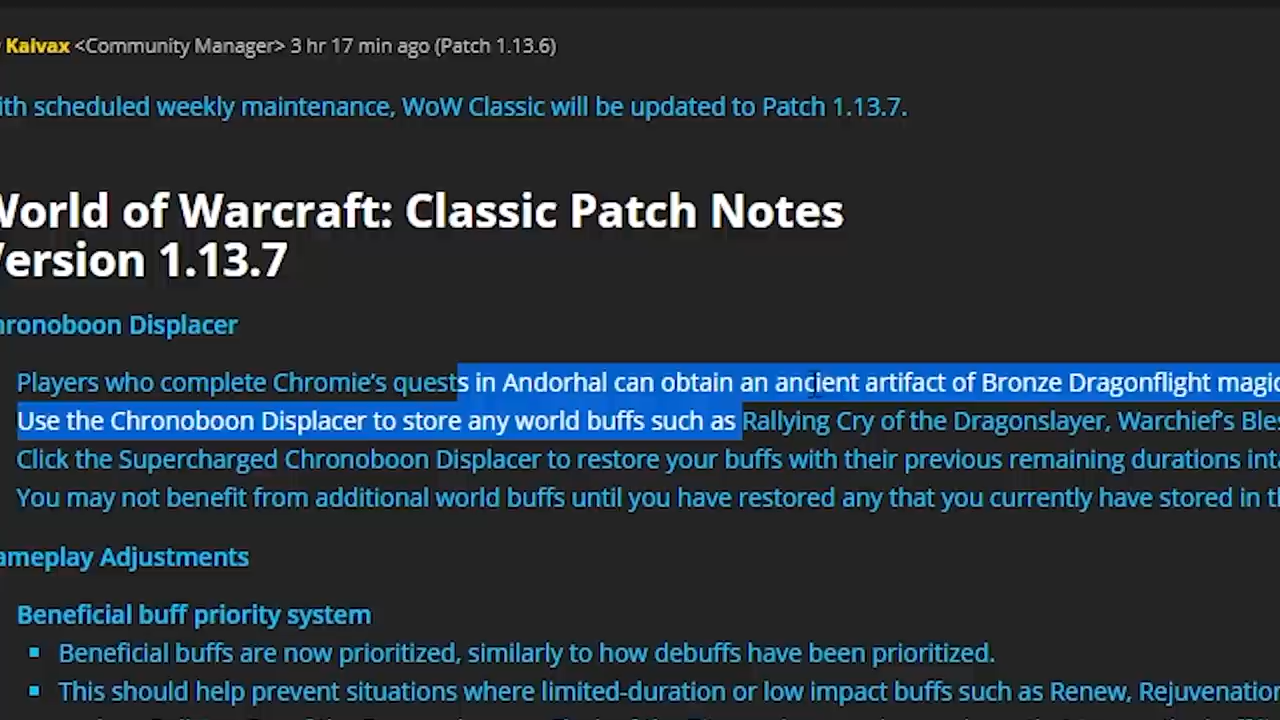 Kaivax <Community Manager> 3 hr 17 min ago (Patch 1.13.6)
ith scheduled weekly maintenance, WoW Classic will be updated to Patch 1.13.7.
World of Warcraft: Classic Patch Notes
Version 1.13.7
hronoboon Displacer
Players who complete Chromie's quests in Andorhal can obtain an ancient artifact of Bronze Dragonflight magic
Use the Chronoboon Displacer to store any world buffs such as Rallying Cry of the Dragonslayer, Warchief's Bles
Click the Supercharged Chronoboon Displacer to restore your buffs with their previous remaining durations inta
You may not benefit from additional world buffs until you have restored any that you currently have stored in th
ameplay Adjustments
Beneficial buff priority system
Beneficial buffs are now prioritized, similarly to how debuffs have been prioritized.
This should help prevent situations where limited-duration or low impact buffs such as Renew, Rejuvenation